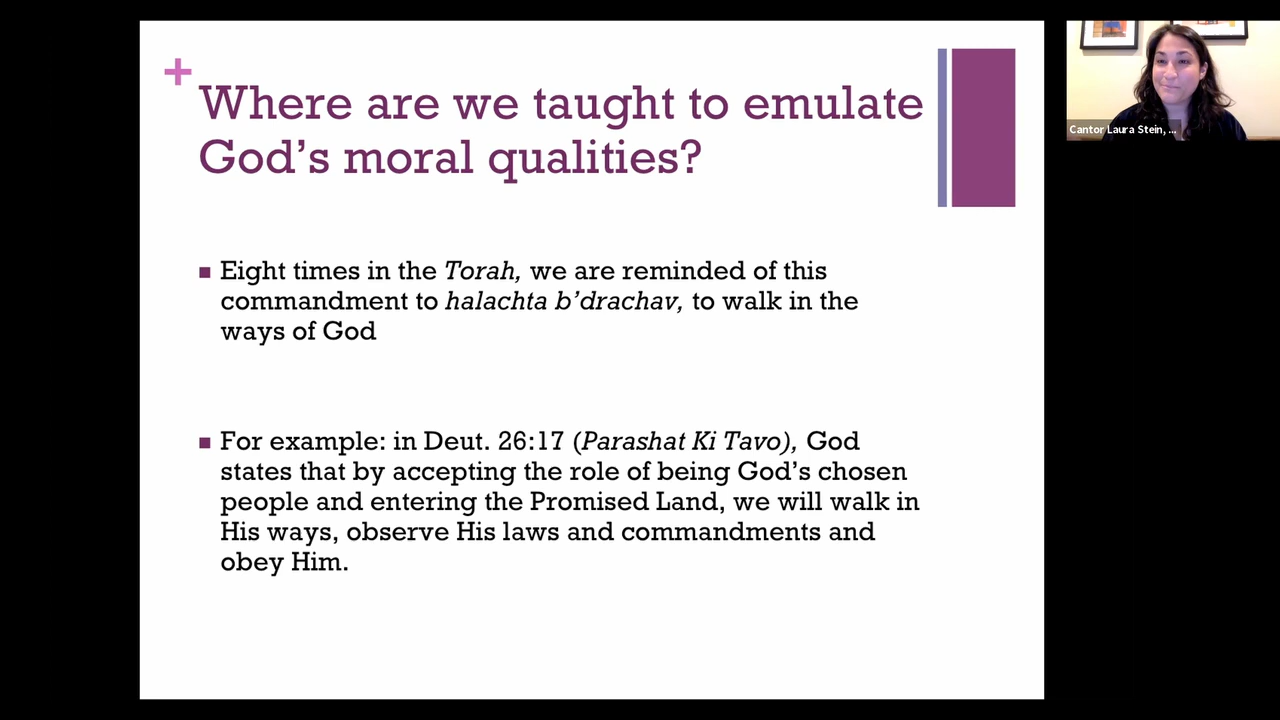 +
Where are we taught to emulate
God’s moral qualities?
■ Eight times in the Torah, we are reminded of this
commandment to halachta b’drachav, to walk in the
ways of God
■ For example: in Deut. 26:17 (Parashat Ki Tavo), God
states that by accepting the role of being God’s chosen
people and entering the Promised Land, we will walk in
His ways, observe His laws and commandments and
obey Him.
Cantor Laura Stein, ...